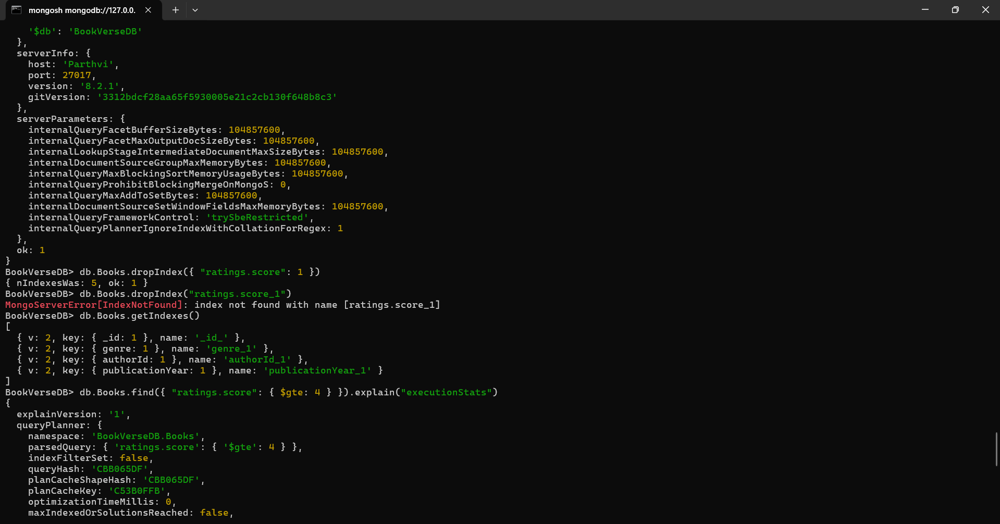 mongosh mongodb://127.0.0.
    '$db': 'BookVerseDB'
  },
  serverInfo: {
    host: 'Parthvi',
    port: 27017,
    version: '8.2.1',
    gitVersion: '3312bdcf28aa65f5930005e21c2cb130f648b8c3'
  },
  serverParameters: {
    internalQueryFacetBufferSizeBytes: 104857600,
    internalQueryFacetMaxOutputDocSizeBytes: 104857600,
    internalLookupStageIntermediateDocumentMaxSizeBytes: 104857600,
    internalDocumentSourceGroupMaxMemoryBytes: 104857600,
    internalQueryMaxBlockingSortMemoryUsageBytes: 104857600,
    internalQueryProhibitBlockingMergeOnMongoS: 0,
    internalQueryMaxAddToSetBytes: 104857600,
    internalDocumentSourceSetWindowFieldsMaxMemoryBytes: 104857600,
    internalQueryFrameworkControl: 'trySbeRestricted',
    internalQueryPlannerIgnoreIndexWithCollationForRegex: 1
  },
  ok: 1
}
BookVerseDB> db.Books.dropIndex({ "ratings.score": 1 })
{ nIndexesWas: 5, ok: 1 }
BookVerseDB> db.Books.dropIndex("ratings.score_1")
MongoServerError[IndexNotFound]: index not found with name [ratings.score_1]
BookVerseDB> db.Books.getIndexes()
[
  { v: 2, key: { _id: 1 }, name: '_id_' },
  { v: 2, key: { genre: 1 }, name: 'genre_1' },
  { v: 2, key: { authorId: 1 }, name: 'authorId_1' },
  { v: 2, key: { publicationYear: 1 }, name: 'publicationYear_1' }
]
BookVerseDB> db.Books.find({ "ratings.score": { $gte: 4 } }).explain("executionStats")
{
  explainVersion: '1',
  queryPlanner: {
    namespace: 'BookVerseDB.Books',
    parsedQuery: { 'ratings.score': { '$gte': 4 } },
    indexFilterSet: false,
    queryHash: 'CBB065DF',
    planCacheShapeHash: 'CBB065DF',
    planCacheKey: 'C53B0FFB',
    optimizationTimeMillis: 0,
    maxIndexedOrSolutionsReached: false,